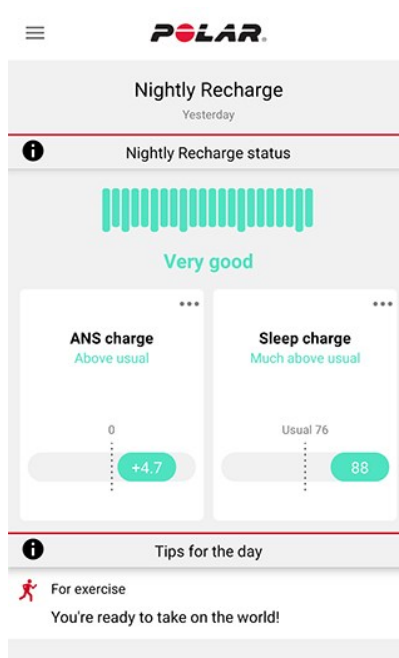 POLAR.
Nightly Recharge
Yesterday
Nightly Recharge status
Very good
ANS charge
Above usual
0
+4.7
Sleep charge
Much above usual
Usual 76
88
Tips for the day
For exercise
You're ready to take on the world!